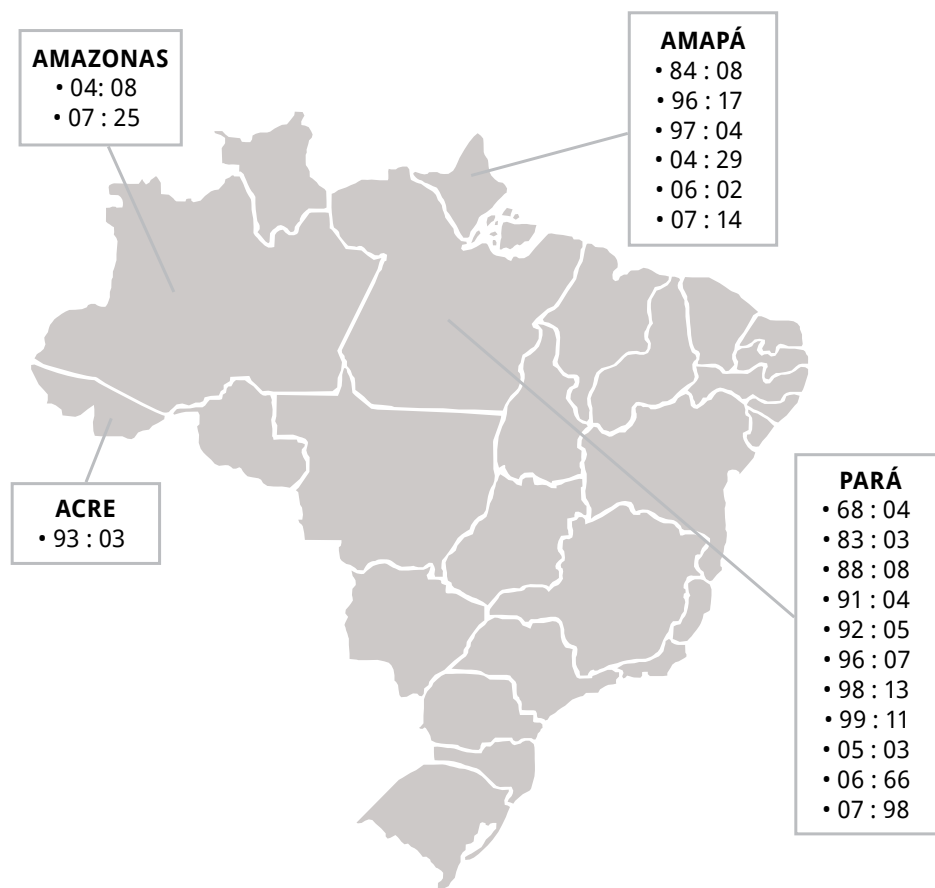 AMAZONAS
• 04: 08
• 07 : 25
AMAPÁ
• 84 : 08
• 96 : 17
• 97 : 04
• 04 : 29
• 06 : 02
• 07 : 14
ACRE
• 93 : 03
PARÁ
• 68 : 04
• 83 : 03
• 88 : 08
• 91 : 04
• 92 : 05
• 96 : 07
• 98 : 13
• 99 : 11
• 05 : 03
• 06 : 66
• 07 : 98